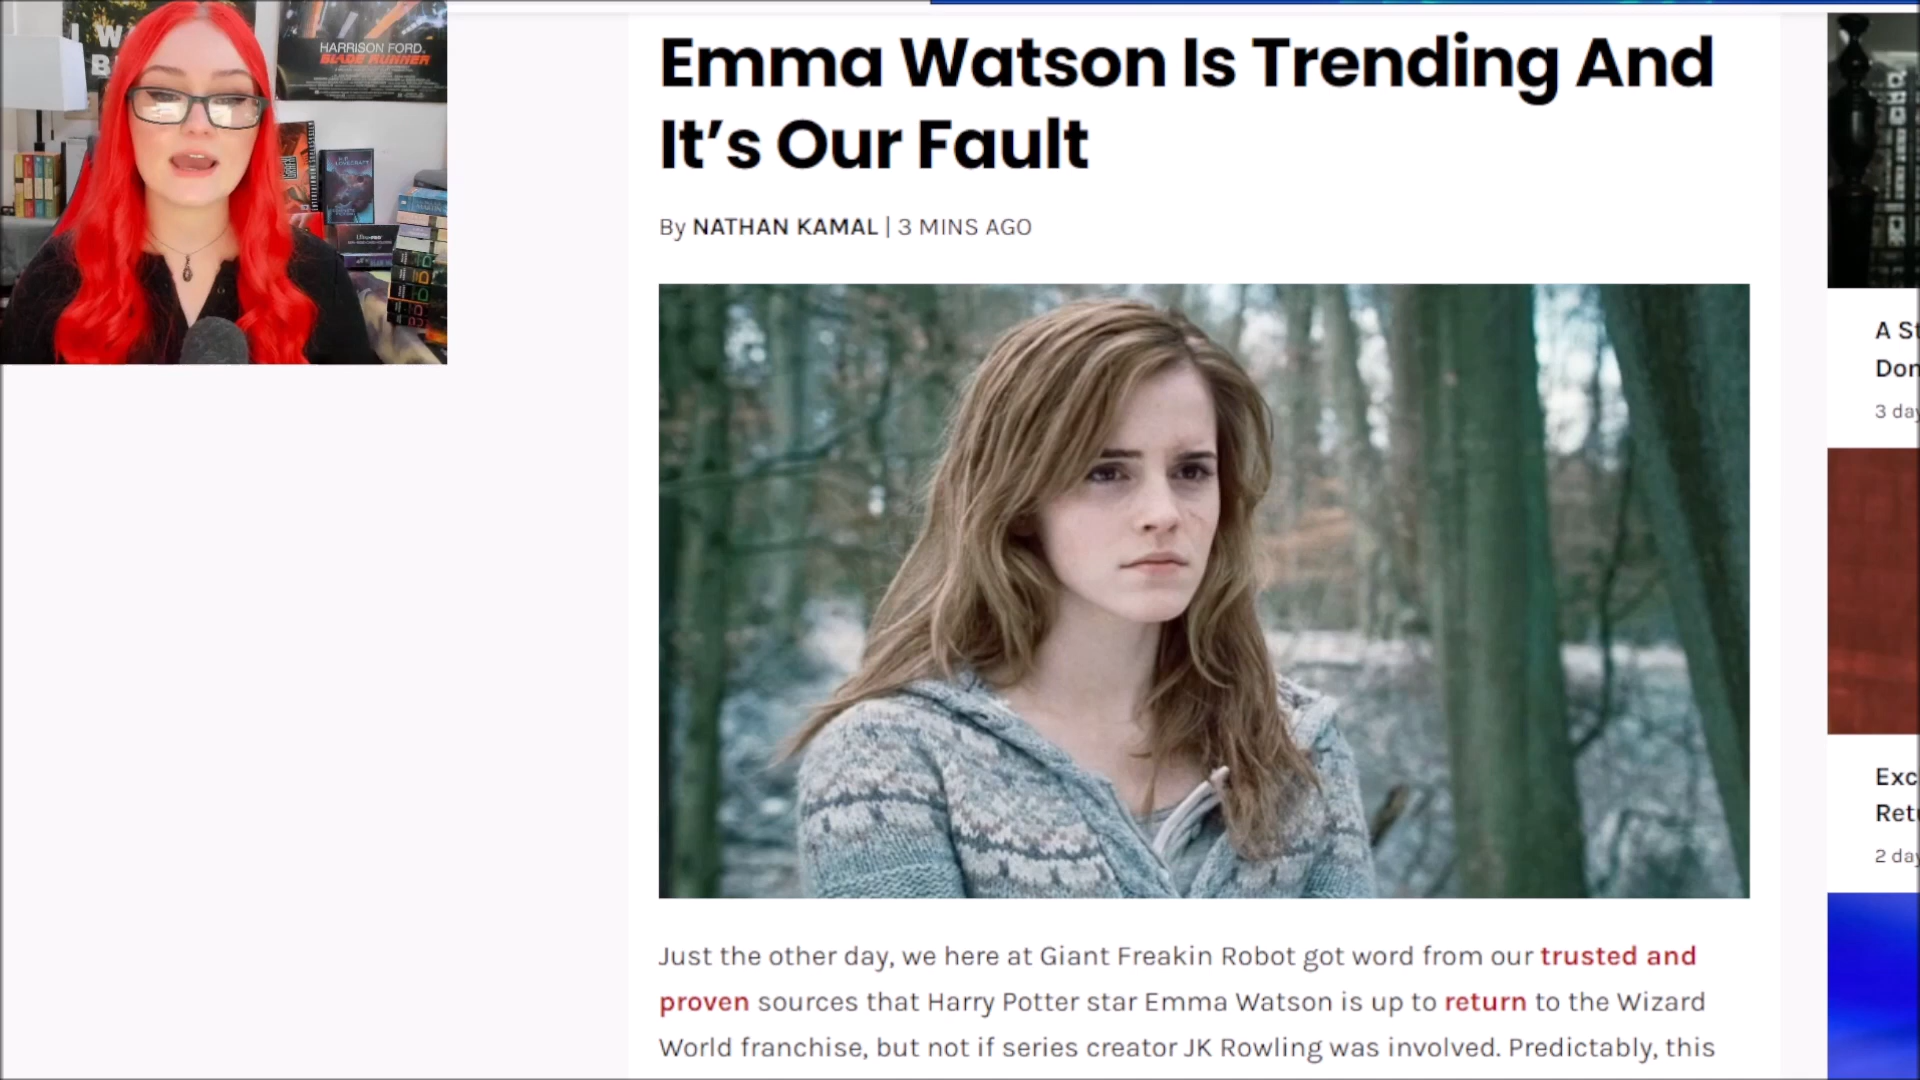 HARRISON FORD.
BLADE RUNNER
Emma Watson Is Trending And
It’s Our Fault
By NATHAN KAMAL | 3 MINS AGO
Just the other day, we here at Giant Freakin Robot got word from our trusted and
proven sources that Harry Potter star Emma Watson is up to return to the Wizard
World franchise, but not if series creator JK Rowling was involved. Predictably, this
A St
Don
3 day
Exc
Retu
2 day